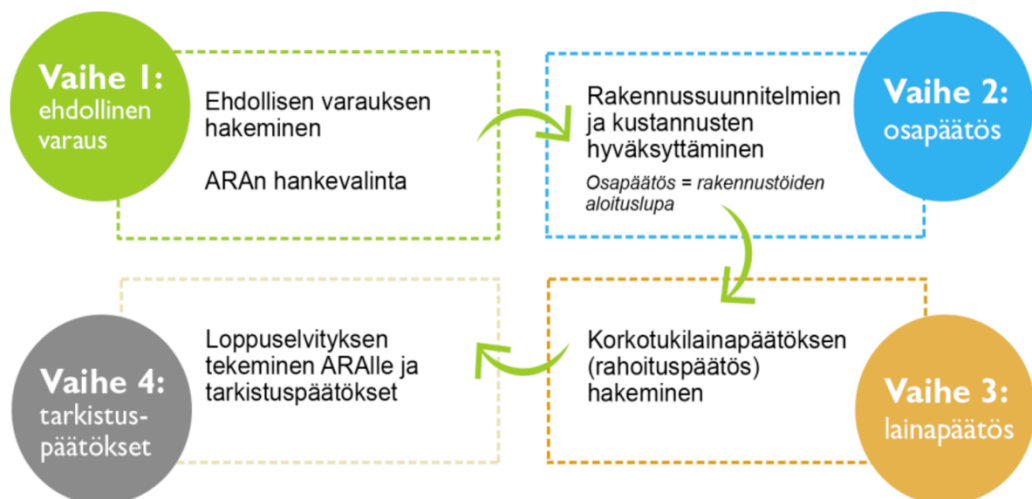 Vaihe 1:
ehdollinen
varaus
Ehdollisen varauksen
hakeminen
ARAn hankevalinta
Rakennussuunnitelmien
ja kustannusten
hyväksyttäminen
Osapäätös = rakennustöiden
aloituslupa
Vaihe 2:
osapäätös
Korkotukilainapäätöksen
(rahoituspäätös)
hakeminen
Vaihe 3:
lainapäätös
Loppuselvityksen
tekeminen ARAlle ja
tarkistuspäätökset
Vaihe 4:
tarkistus-
päätökset